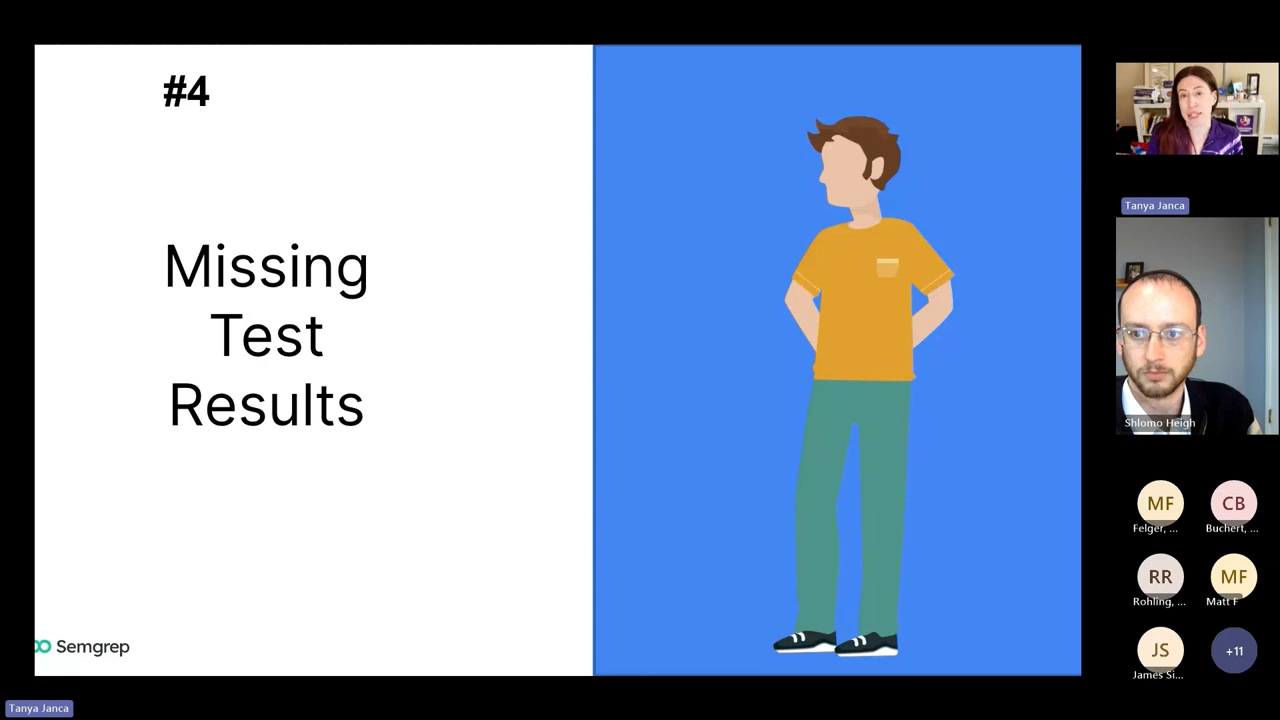 #4
Missing
Test
Results
Semgrep
Tanya Janca
Tanya Janca
Shlomo Heigh
MF
Felger, ...
CB
Buchert, ...
RR
Rohling, ...
MF
Matt F
JS
James Si...
+11